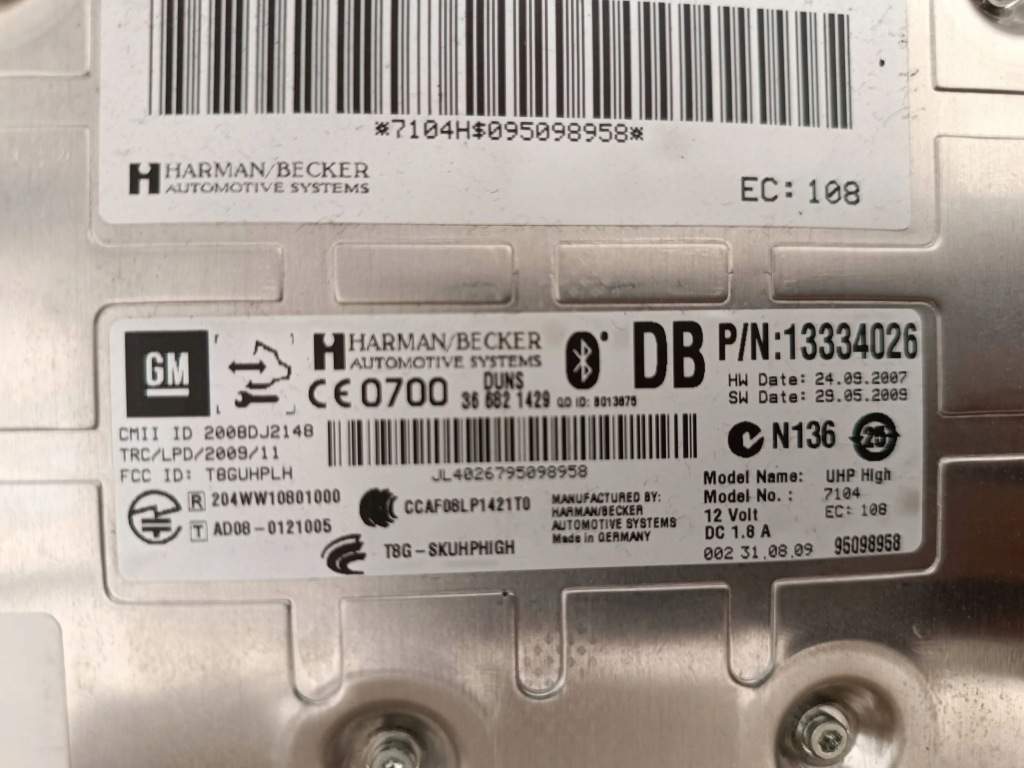 *7104H$095098958*
HARMAN/BECKER
AUTOMOTIVE SYSTEMS
EC: 108
GM
HARMAN/BECKER
AUTOMOTIVE SYSTEMS
DB
P/N:13334026
HW Date: 24.09.2007
SW Date: 29.05.2009
CE 0700
DUNS
36 682 1429
QD ID: B013875
CMII ID 2008DJ2148
TRC/LPD/2009/11
FCC ID: T8GUHPLH
JL4026795098958
N136
25
R 204WW10801000
T AD08-0121005
CCAF08LP1421T0
T8G-SKUHPHIGH
MANUFACTURED BY:
HARMAN/BECKER
AUTOMOTIVE SYSTEMS
Made in GERMANY
Model Name: UHP High
Model No.: 7104
12 Volt EC: 108
DC 1.8 A
002 31.08.09 95098958